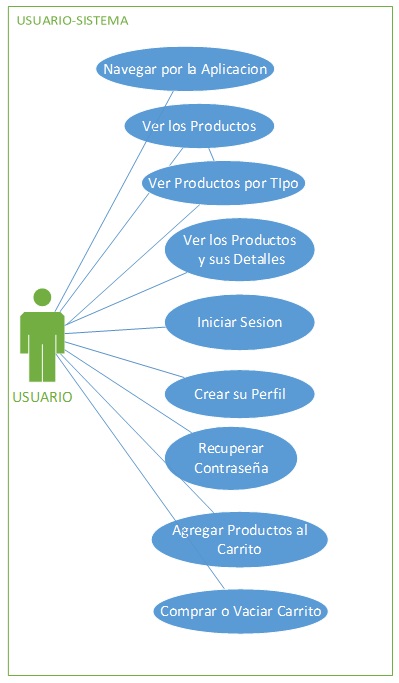 USUARIO-SISTEMA
Navegar por la Aplicacion
Ver los Productos
Ver Productos por TIpo
Ver los Productos
y sus Detalles
Iniciar Sesion
USUARIO
Crear su Perfil
Recuperar
Contraseña
Agregar Productos al
Carrito
Comprar o Vaciar Carrito